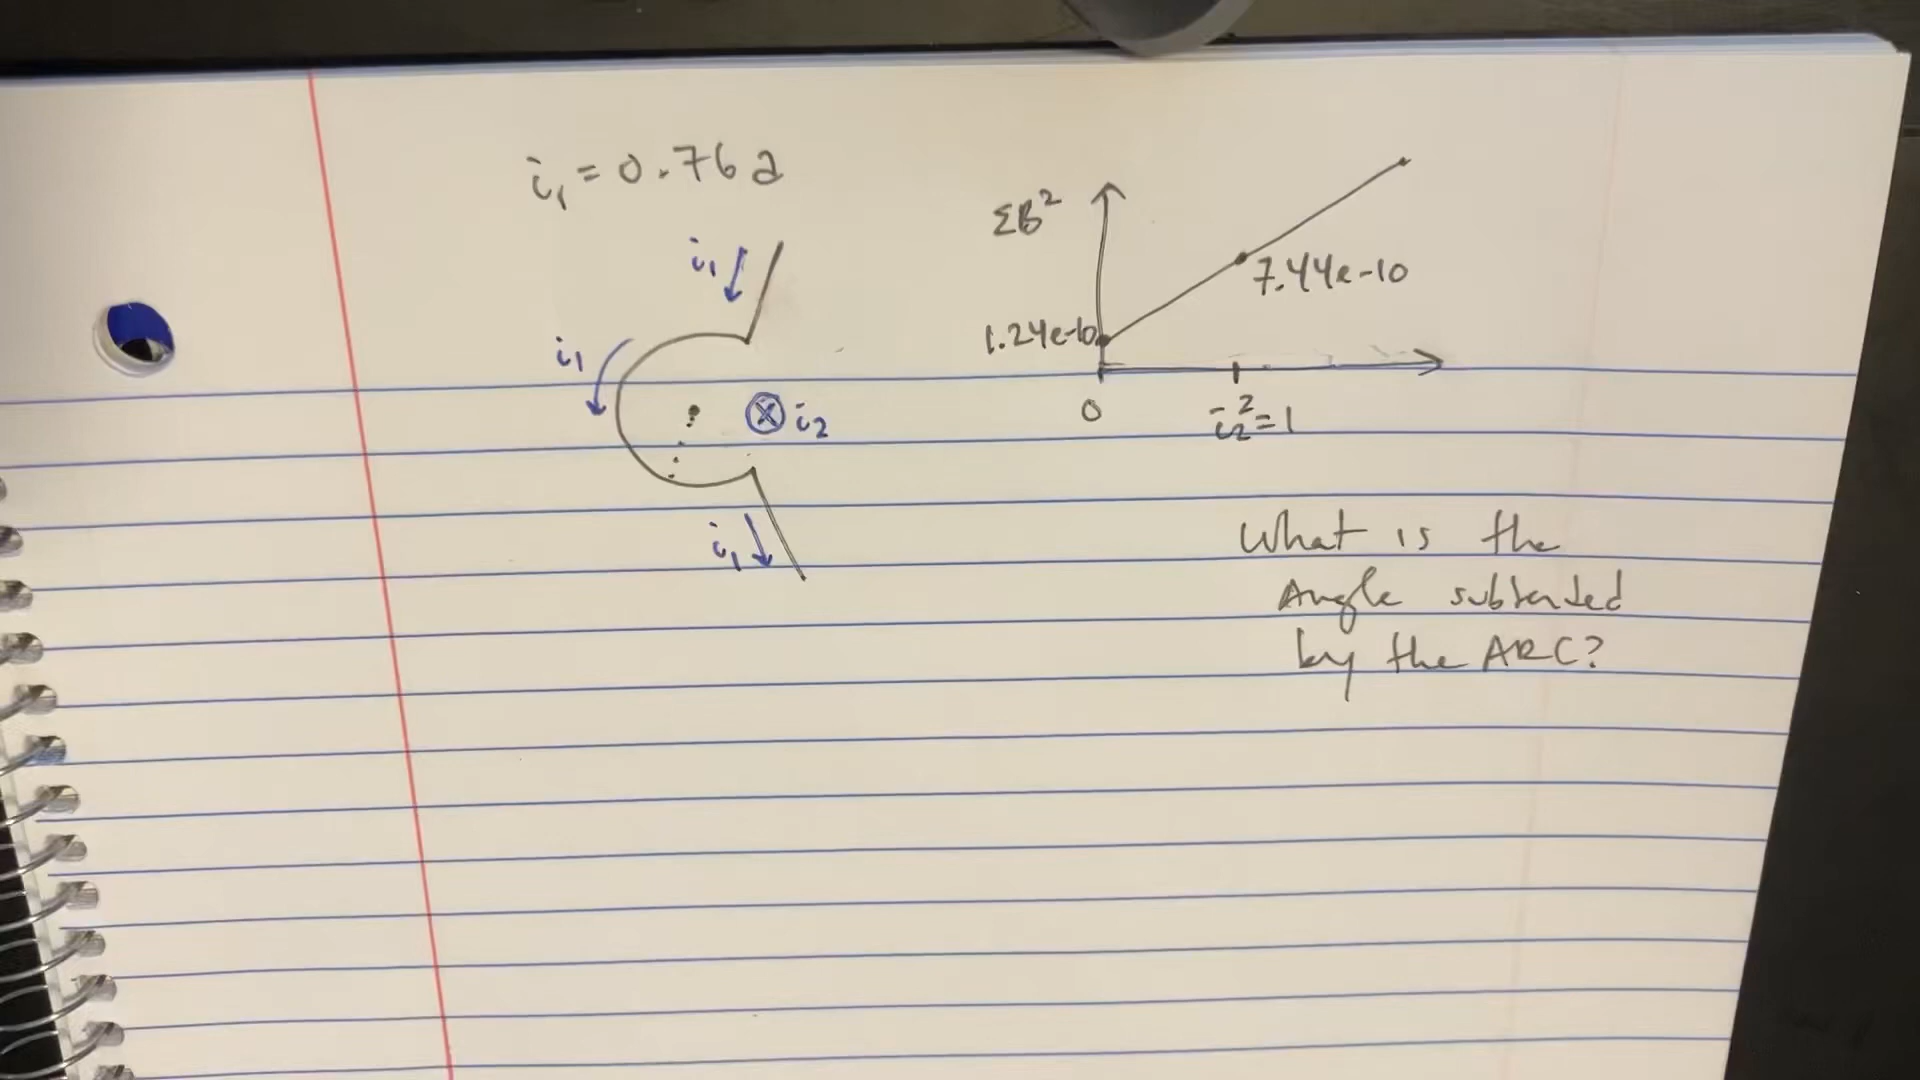 i₁ = 0.76 a
i₁
i₁
⊗ i₂
i₁
ΣB²
7.44e-10
1.24e-10
0
i₂² = 1
What is the
Angle subtended
by the ARC?